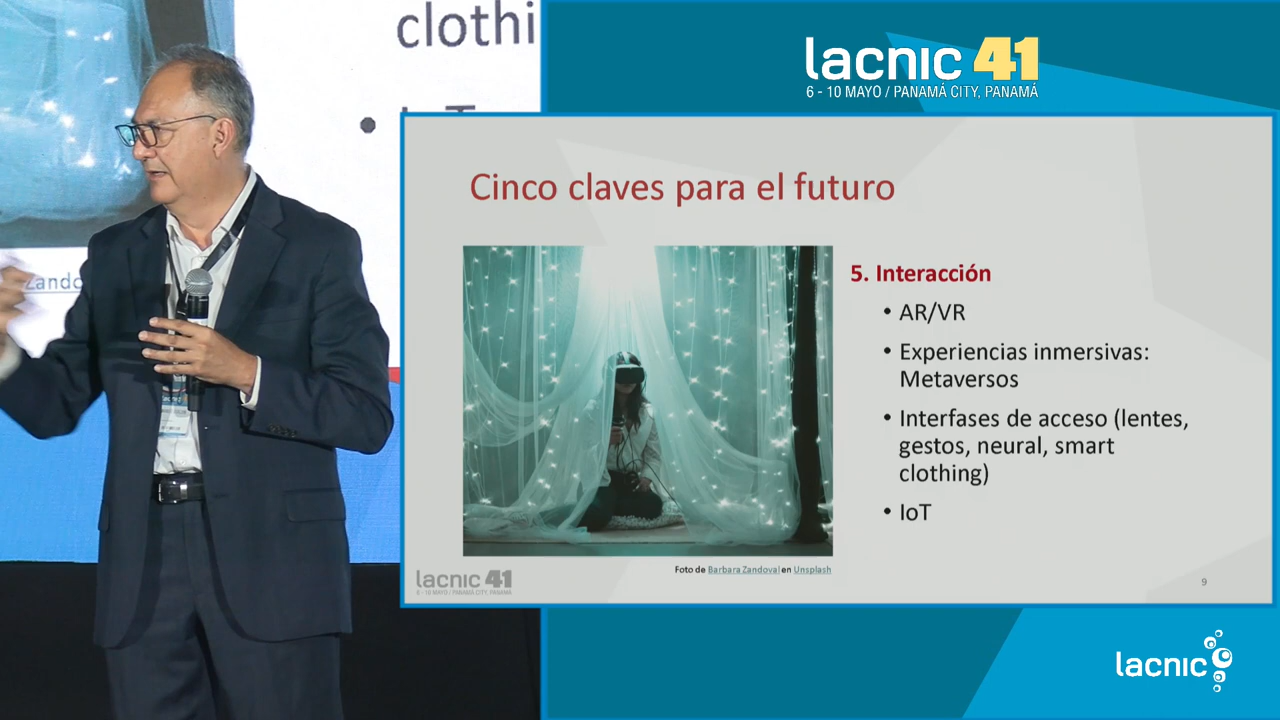 clothi
IoT
Zando
lacnic 41
6 - 10 MAYO / PANAMÁ CITY, PANAMÁ
Cinco claves para el futuro
5. Interacción
• AR/VR
• Experiencias inmersivas:
Metaversos
• Interfases de acceso (lentes,
gestos, neural, smart
clothing)
• IoT
Foto de Barbara Zandoval en Unsplash
lacnic 41
6 - 10 MAYO / PANAMÁ CITY, PANAMÁ
9
lacnic